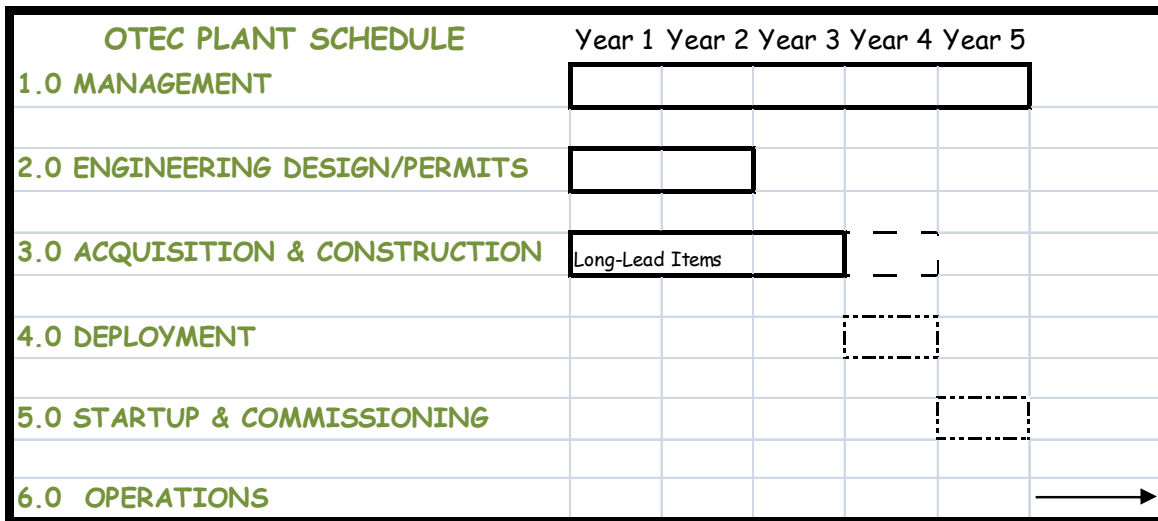 OTEC PLANT SCHEDULE Year 1 Year 2 Year 3 Year 4 Year 5
1.0 MANAGEMENT
2.0 ENGINEERING DESIGN/PERMITS
3.0 ACQUISITION & CONSTRUCTION Long-Lead Items
4.0 DEPLOYMENT
5.0 STARTUP & COMMISSIONING
6.0 OPERATIONS